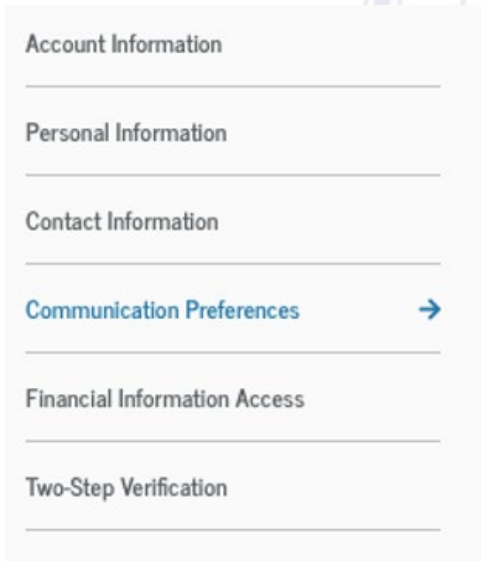 Account Information
Personal Information
Contact Information
Communication Preferences
Financial Information Access
Two-Step Verification